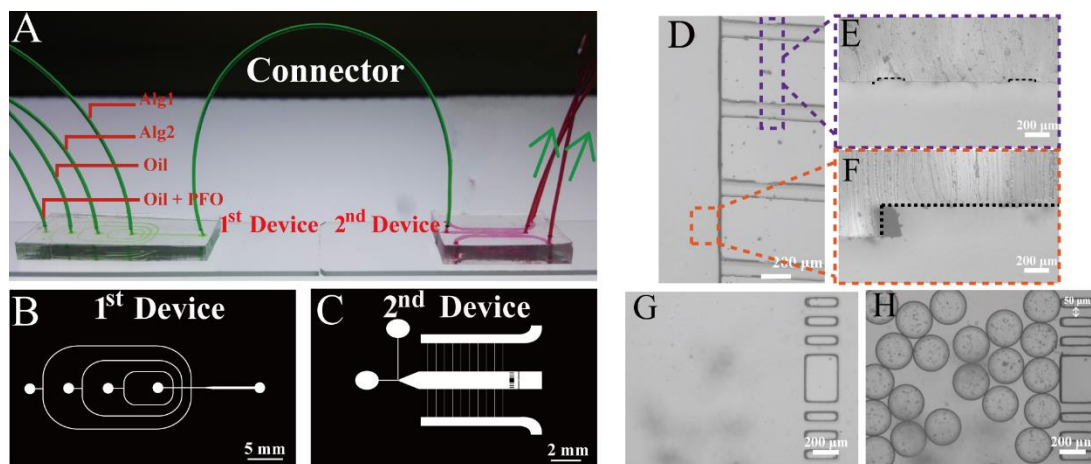 A
Connector
Alg1
Alg2
Oil
Oil + PFO
1st Device
2nd Device
B
1st Device
5 mm
C
2nd Device
2 mm
D
200 µm
E
200 µm
F
200 µm
G
200 µm
H
50 µm
200 µm